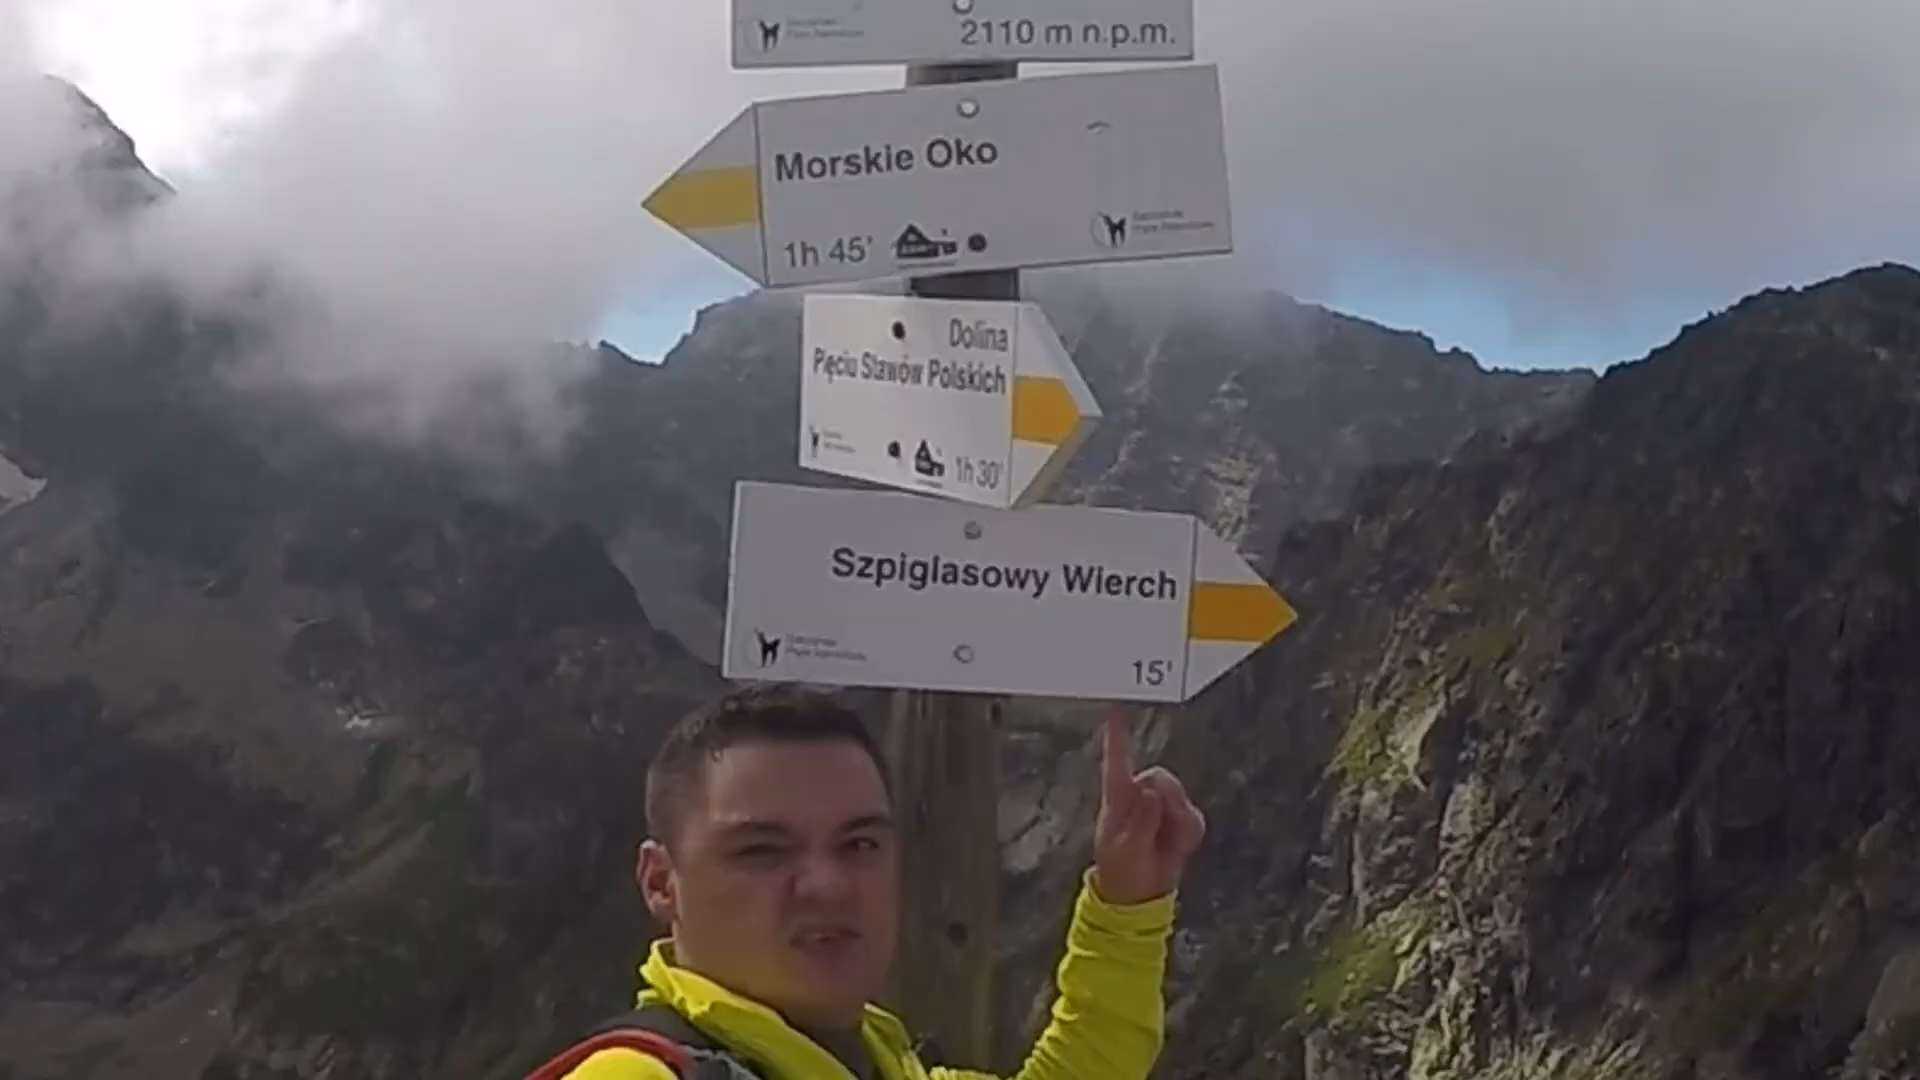 2110 m n.p.m.
Morskie Oko
1h 45'
Dolina
Pięciu Stawów Polskich
1h 30'
Szpiglasowy Wierch
15'